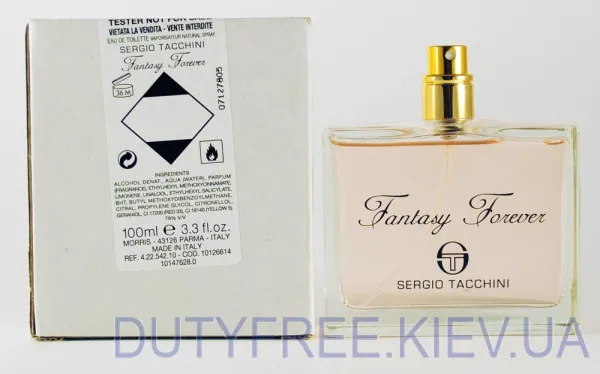 TESTER NOT FOR SALE
VIETATA LA VENDITA - VENTE INTERDITE
EAU DE TOILETTE VAPORISATEUR NATURAL SPRAY
SERGIO TACCHINI
Fantasy Forever
36 M
07127805
INGREDIENTS
ALCOHOL DENAT., AQUA (WATER), PARFUM
(FRAGRANCE), ETHYLHEXYL METHOXYCINNAMATE,
LIMONENE, LINALOOL, ETHYLHEXYL SALICYLATE,
BHT, BUTYL METHOXYDIBENZOYLMETHANE,
CITRAL, PROPYLENE GLYCOL, CITRONELLOL,
GERANIOL, CI 17200 (RED 33), CI 19140 (YELLOW 5)
78% V/V
100ml e 3.3 fl.oz.
MORRIS - 43126 PARMA - ITALY
MADE IN ITALY
REF. 4.22.542.10 - COD. 10126614
10147628.0
Fantasy Forever
SERGIO TACCHINI
DUTYFREE.KIEV.UA